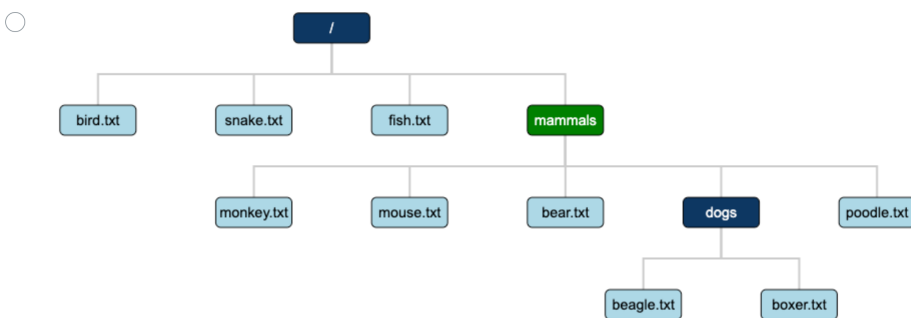 /
bird.txt snake.txt fish.txt mammals
monkey.txt mouse.txt bear.txt dogs poodle.txt
beagle.txt boxer.txt